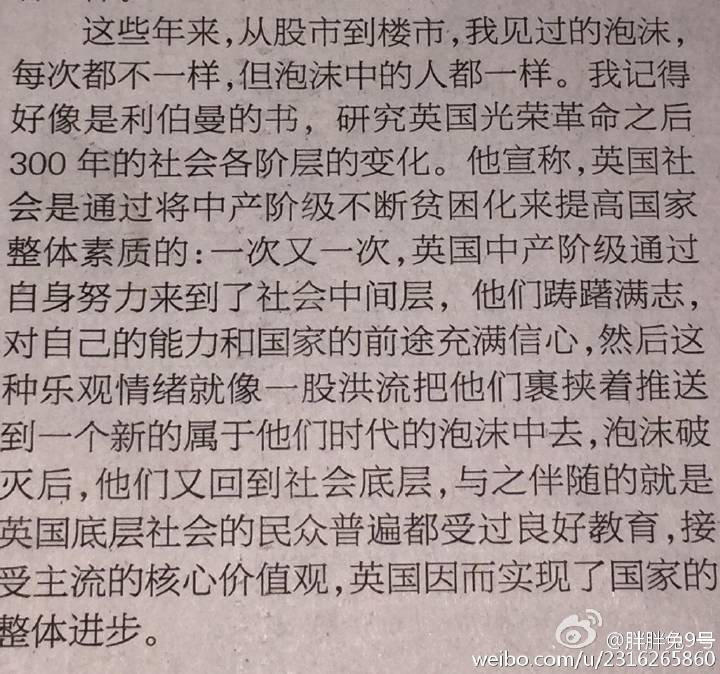 这些年来，从股市到楼市，我见过的泡沫，
每次都不一样，但泡沫中的人都一样。我记得
好像是利伯曼的书，研究英国光荣革命之后
300 年的社会各阶层的变化。他宣称，英国社
会是通过将中产阶级不断贫困化来提高国家
整体素质的：一次又一次，英国中产阶级通过
自身努力来到了社会中间层，他们踌躇满志，
对自己的能力和国家的前途充满信心，然后这
种乐观情绪就像一股洪流把他们裹挟着推送
到一个新的属于他们时代的泡沫中去，泡沫破
灭后，他们又回到社会底层，与之伴随的就是
英国底层社会的民众普遍都受过良好教育，接
受主流的核心价值观，英国因而实现了国家的
整体进步。
@胖胖兔9号
weibo.com/u/2316265860